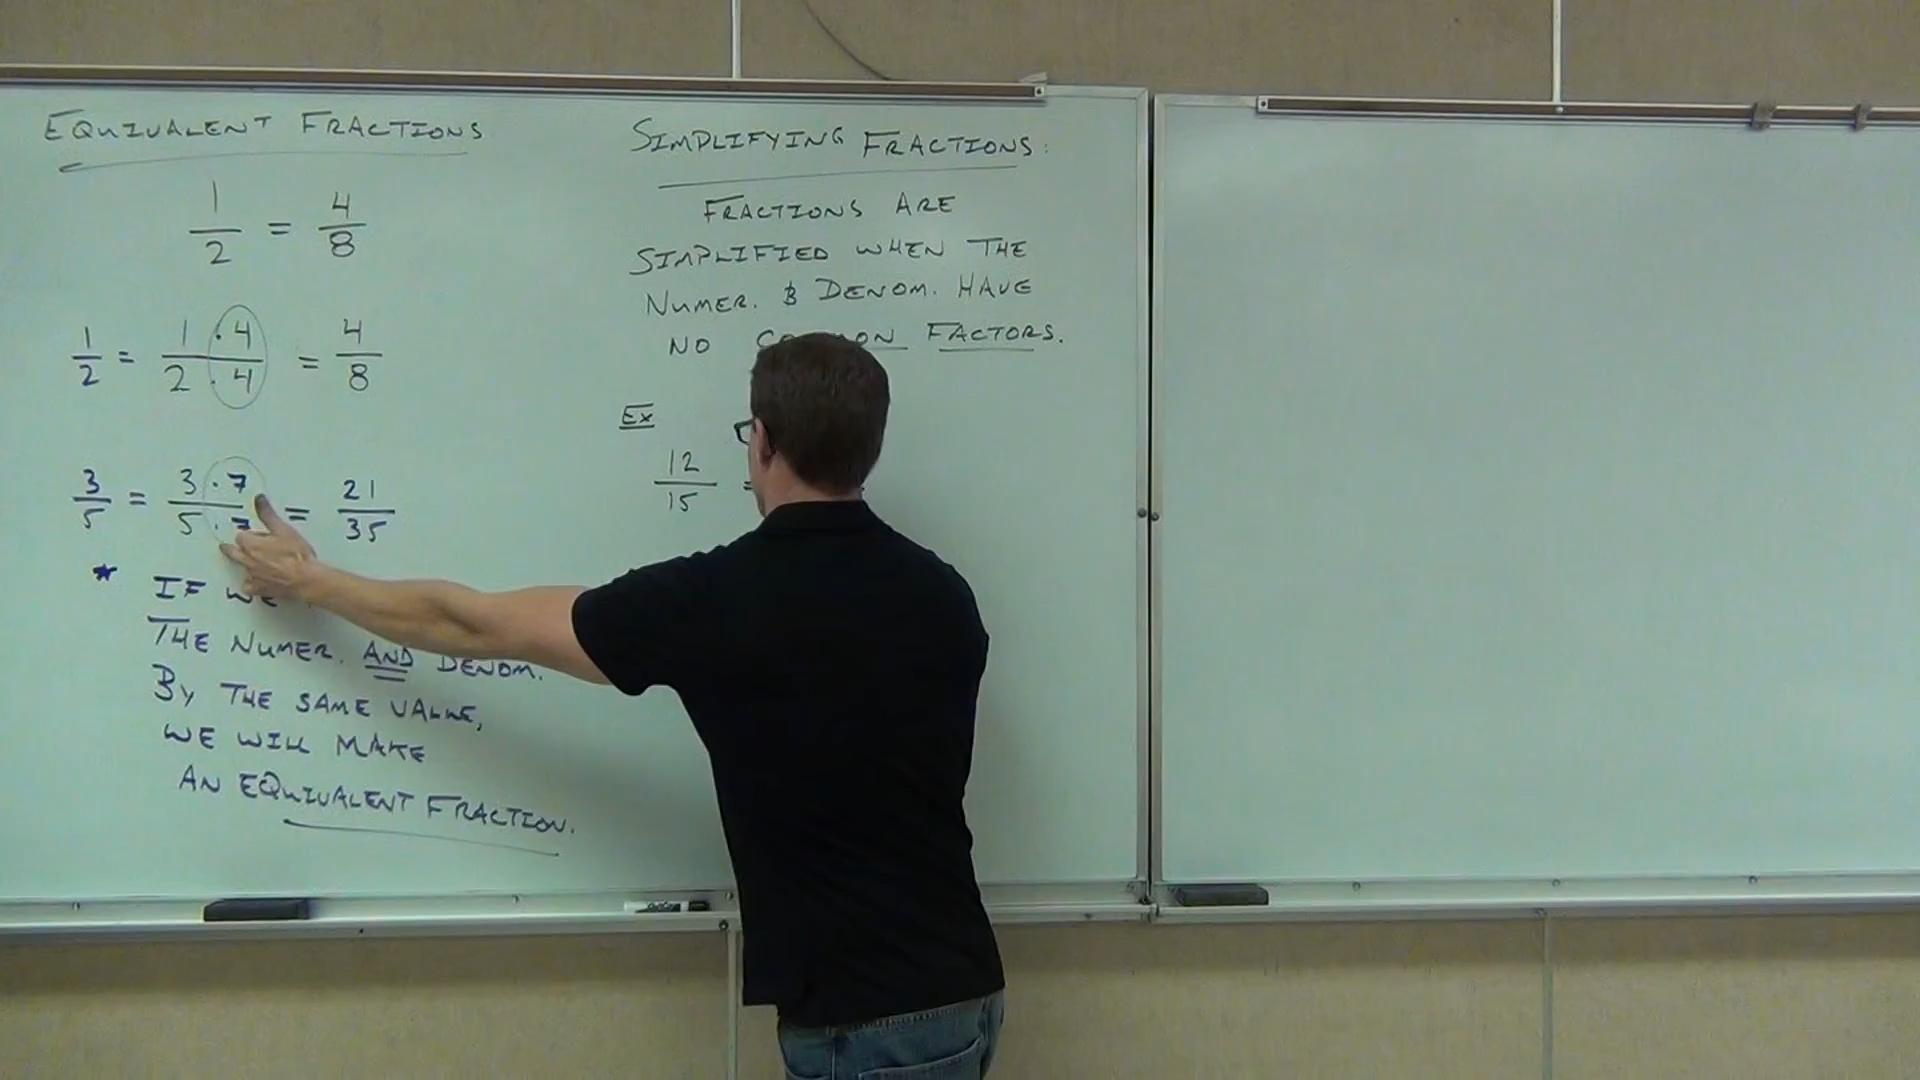 EQUIVALENT FRACTIONS
1/2 = 4/8
1/2 = 1 · 4 / 2 · 4 = 4/8
3/5 = 3 · 7 / 5 · 7 = 21/35
* IF WE
THE NUMER. AND DENOM.
BY THE SAME VALUE,
WE WILL MAKE
AN EQUIVALENT FRACTION.
SIMPLIFYING FRACTIONS:
FRACTIONS ARE
SIMPLIFIED WHEN THE
NUMER. & DENOM. HAVE
NO FACTORS.
Ex
12/15 =